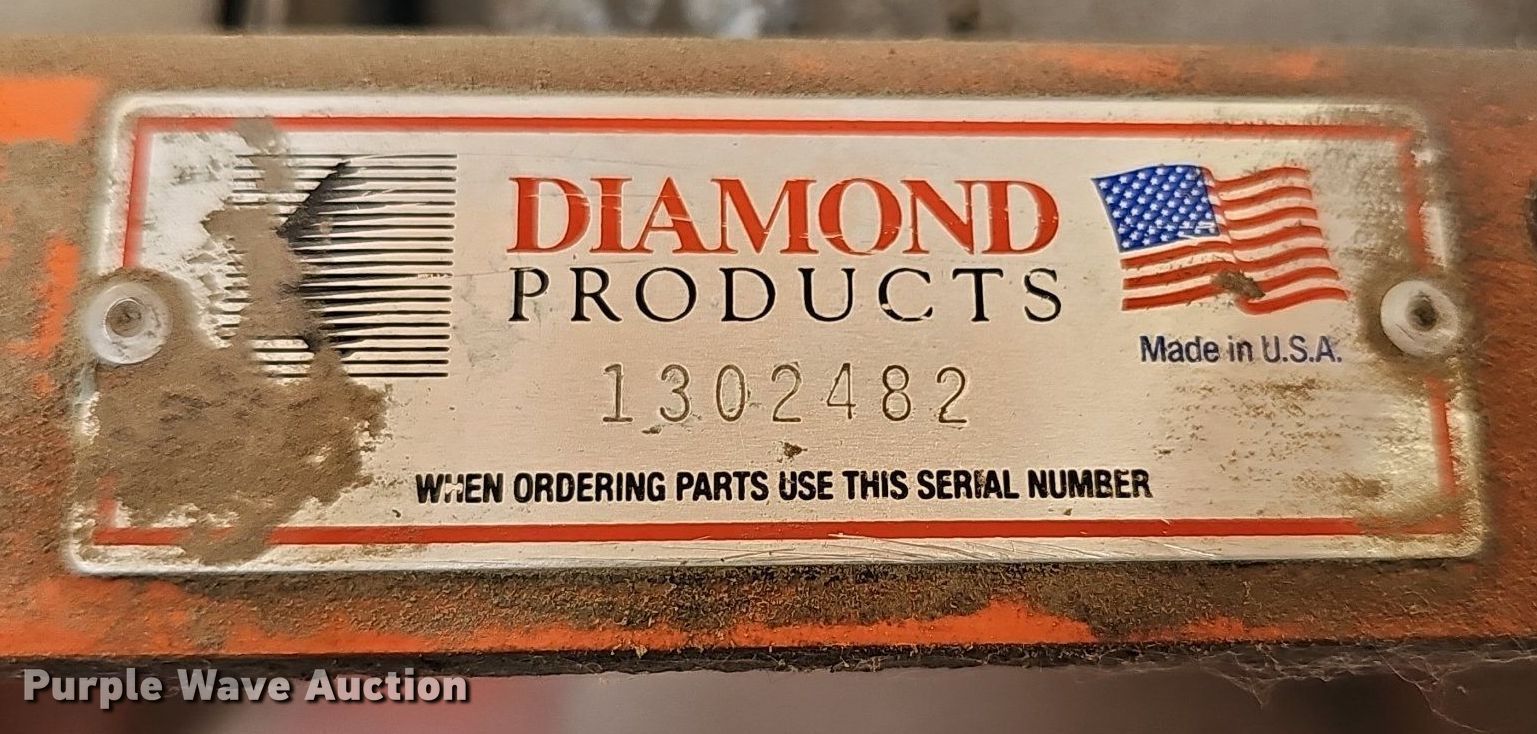 DIAMOND
PRODUCTS
Made in U.S.A.
1302482
WHEN ORDERING PARTS USE THIS SERIAL NUMBER
Purple Wave Auction